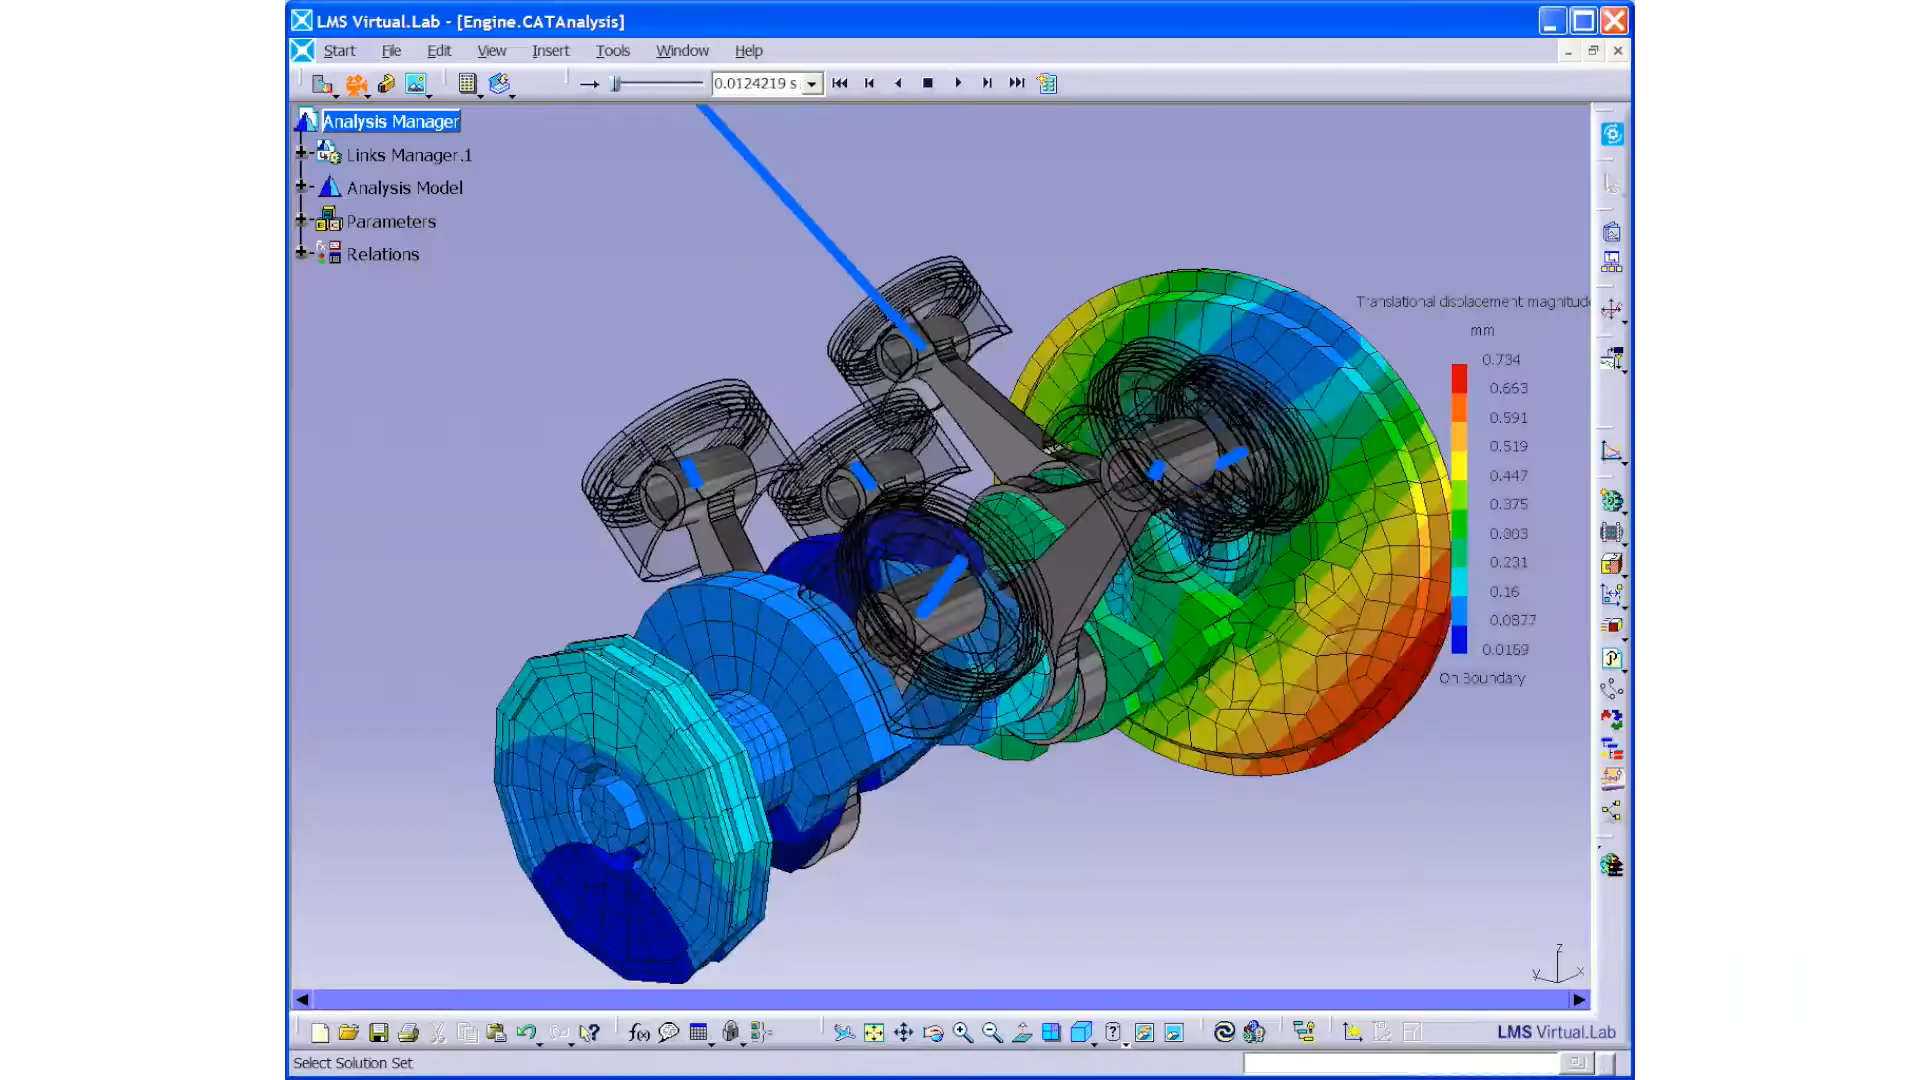 LMS Virtual.Lab - [Engine.CATAnalysis]
Start File Edit View Insert Tools Window Help
0.0124219 s
Analysis Manager
Links Manager.1
Analysis Model
Parameters
Relations
Translational displacement magnitude
mm
0.734
0.663
0.591
0.519
0.447
0.375
0.303
0.231
0.16
0.0877
0.0159
On Boundary
z
y x
f(x)
LMS Virtual.Lab
Select Solution Set